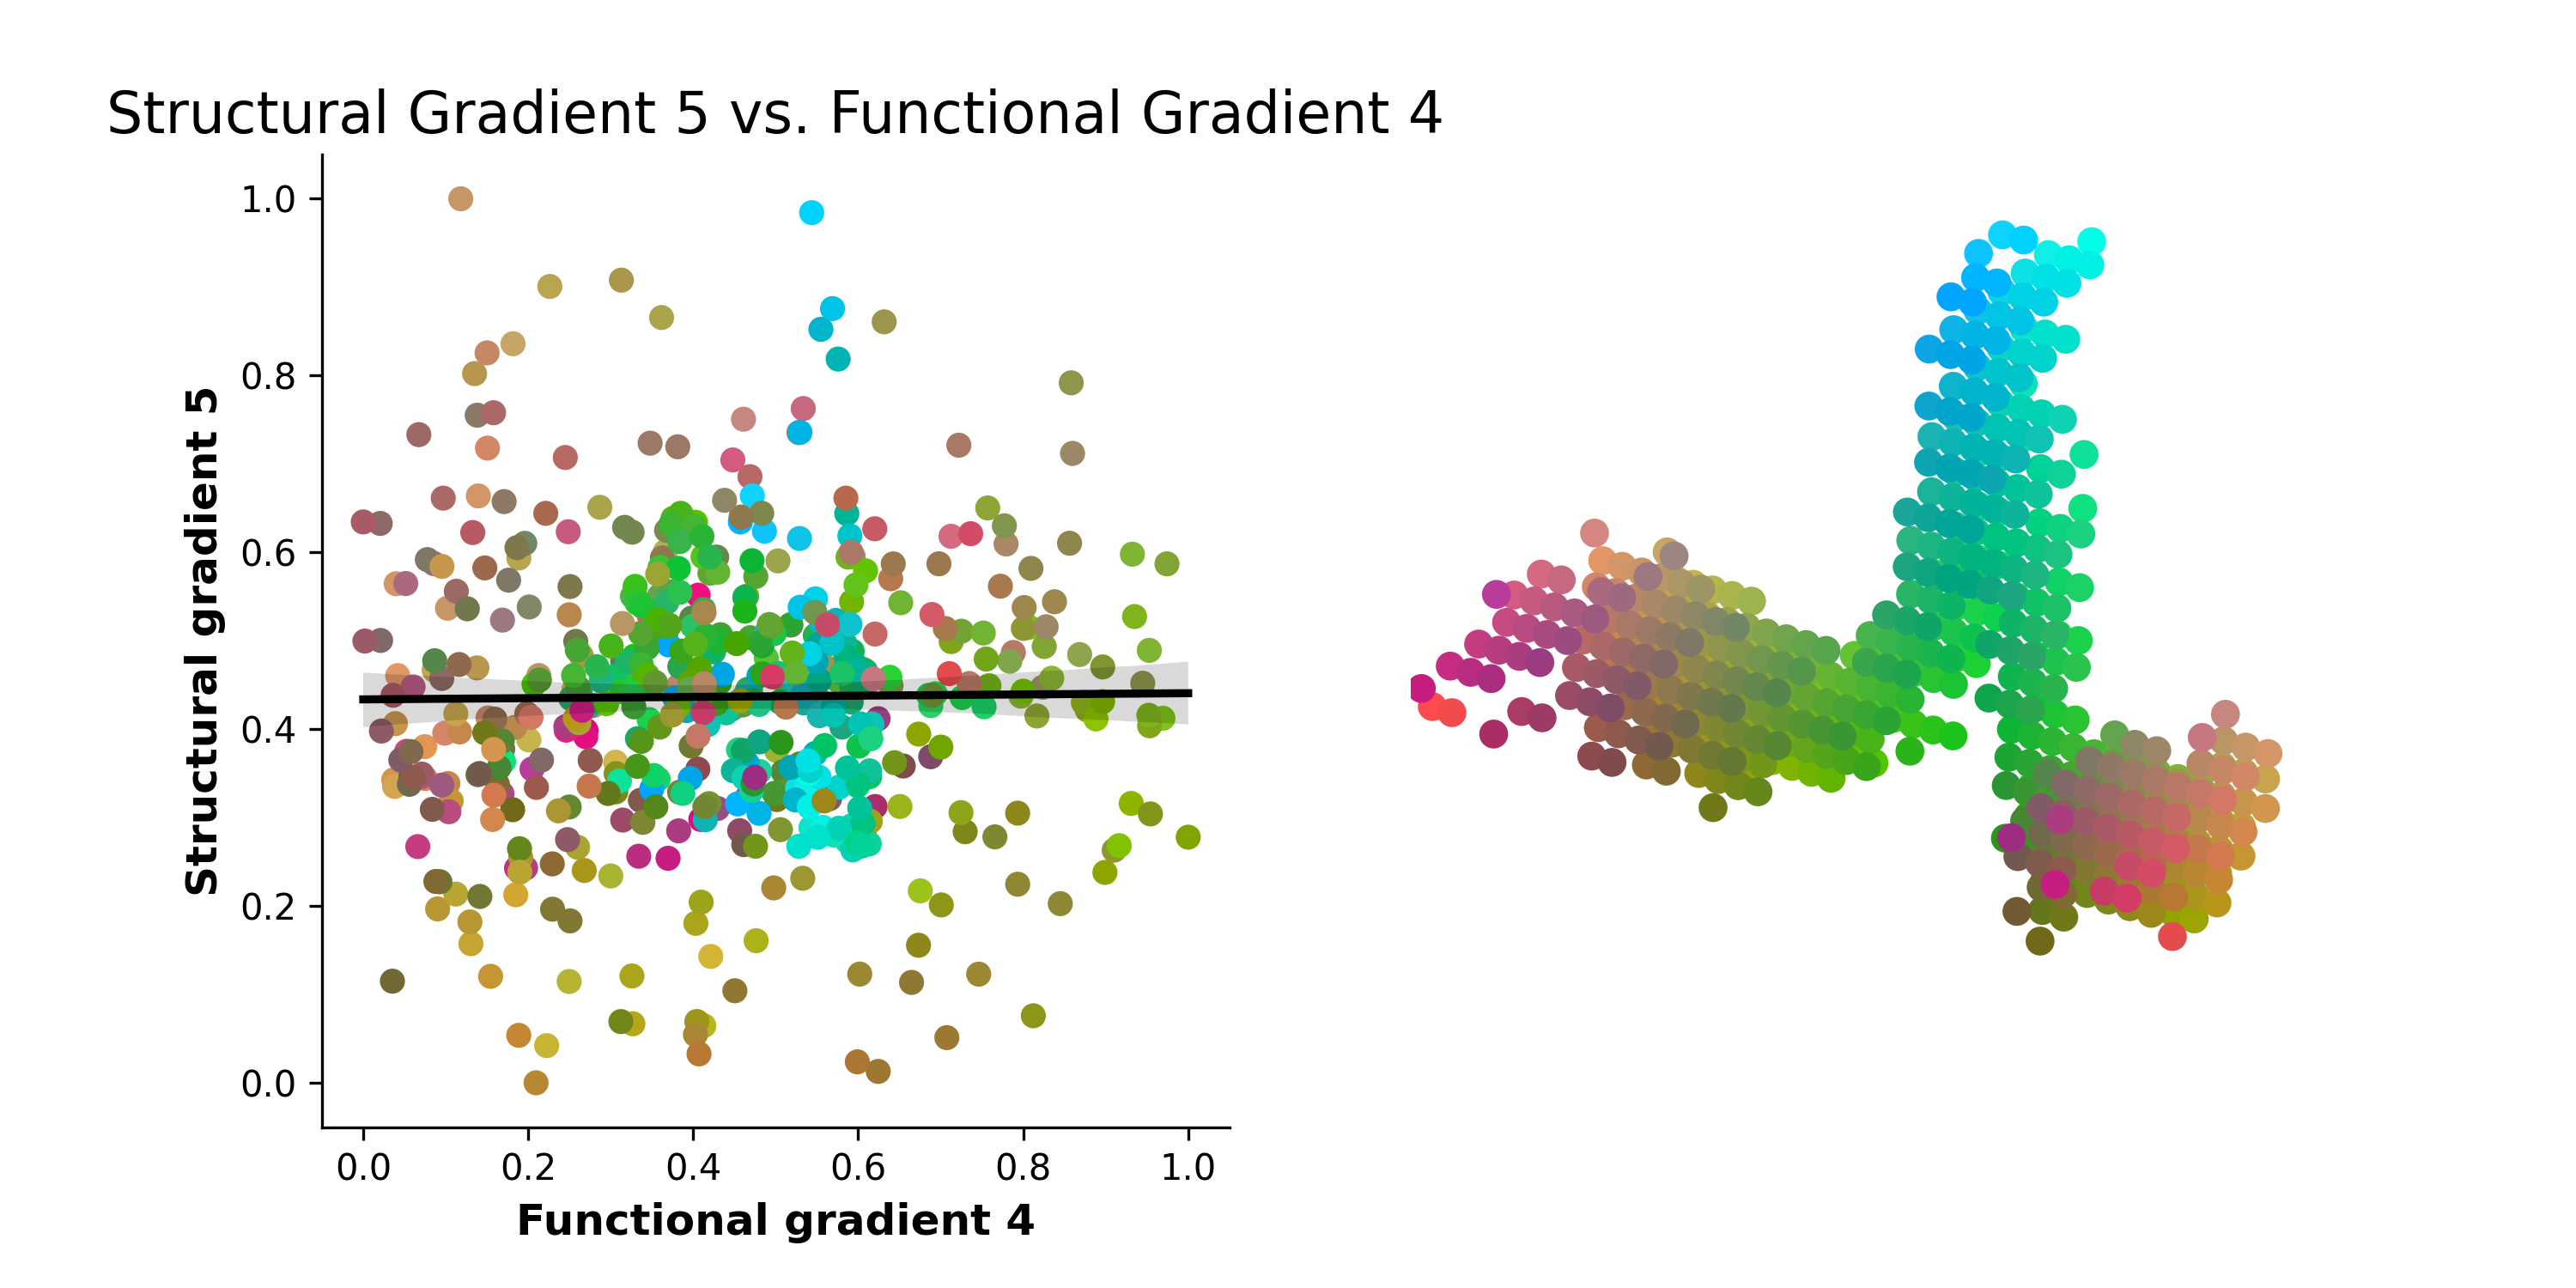 Structural Gradient 5 vs. Functional Gradient 4
Structural gradient 5
1.0
0.8
0.6
0.4
0.2
0.0
0.0 0.2 0.4 0.6 0.8 1.0
Functional gradient 4